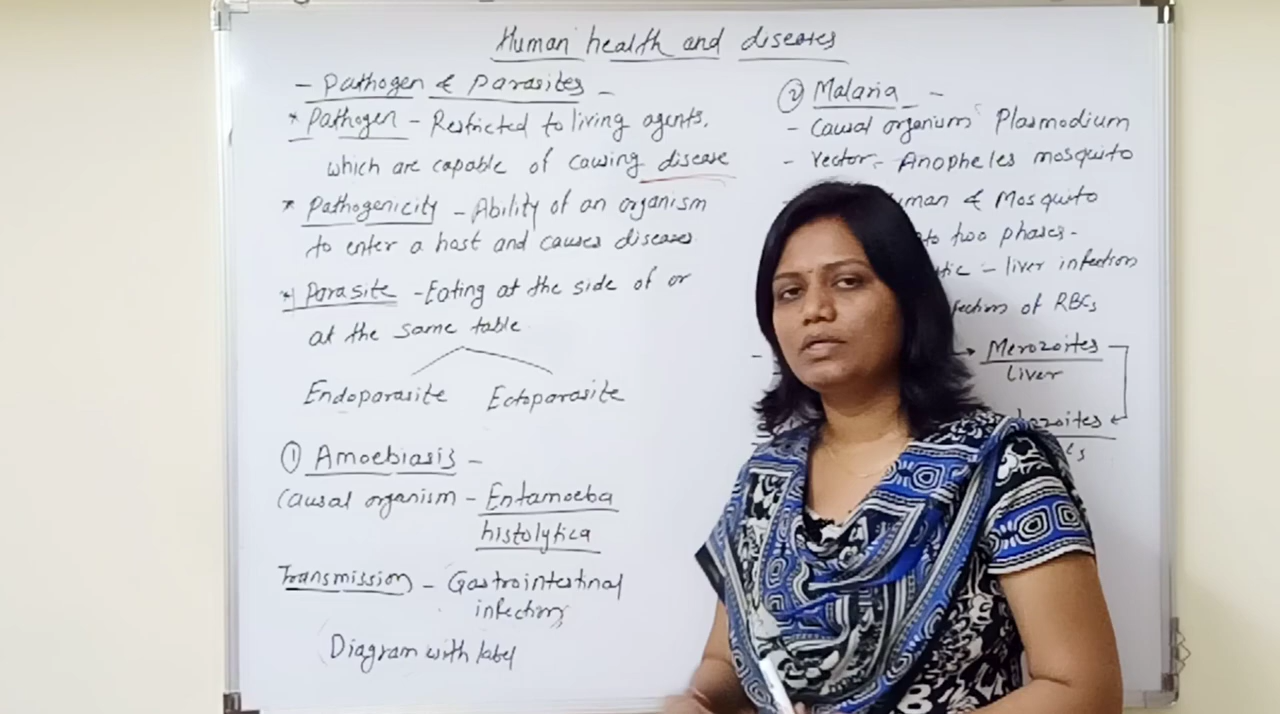 Human health and diseases
- Pathogen & Parasites -
* Pathogen - Restricted to living agents,
which are capable of causing disease
* Pathogenicity - Ability of an organism
to enter a host and causes diseases.
* Parasite - Eating at the side of or
at the same table.
Endoparasite Ectoparasite
① Amoebiasis -
Causal organism - Entamoeba
histolytica
Transmission - Gastrointestinal
infection
Diagram with label
② Malaria -
- Causal organism Plasmodium
- Vector - Anopheles mosquito
& Mosquito
two phases -
- liver infection
of RBCs
→ Merozoites
Liver